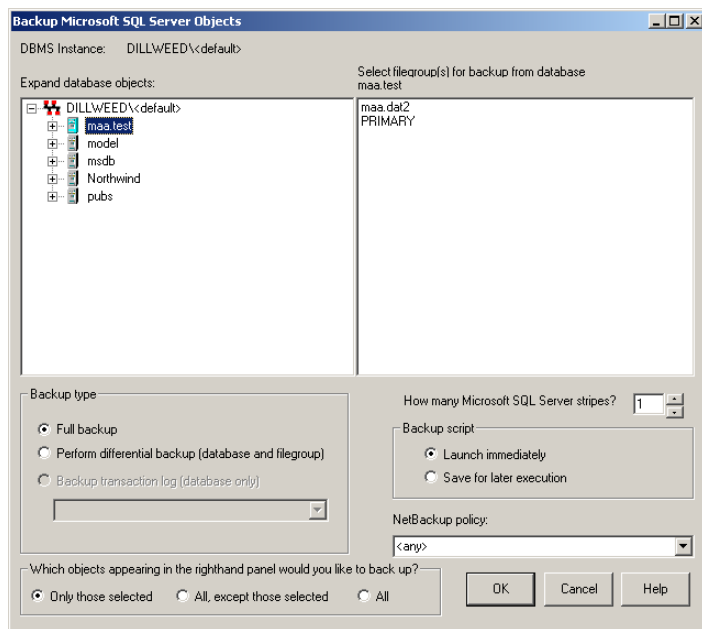 Backup Microsoft SQL Server Objects
DBMS Instance: DILLWEED\<default>
Expand database objects:
Select filegroup(s) for backup from database
maa.test
DILLWEED\<default>
maa.test
model
msdb
Northwind
pubs
maa.dat2
PRIMARY
Backup type
Full backup
Perform differential backup (database and filegroup)
Backup transaction log (database only)
How many Microsoft SQL Server stripes? 1
Backup script
Launch immediately
Save for later execution
NetBackup policy:
<any>
Which objects appearing in the righthand panel would you like to back up?
Only those selected All, except those selected All
OK Cancel Help